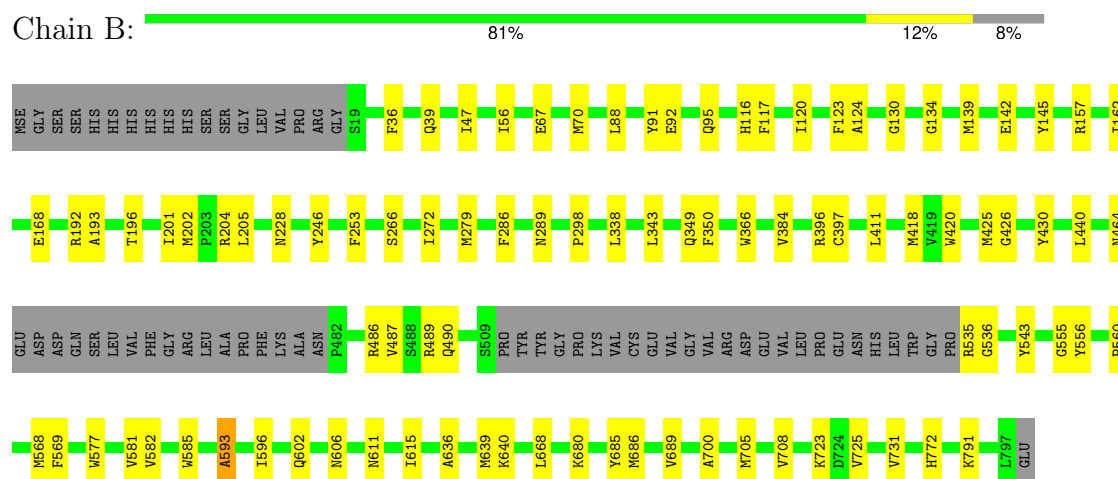 Chain B:
81% 12% 8%
MSE GLY SER SER HIS HIS HIS HIS HIS HIS SER SER GLY LEU VAL PRO ARG GLY S19 F36 Q39 I47 I56 E67 M70 L88 Y91 E92 Q95 H116 F117 I120 F123 A124 G130 G134 M139 E142 Y145 R157 I162
E168 R192 A193 T196 I201 M202 P203 R204 L205 N228 Y246 F253 S266 I272 M279 F286 N289 P298 L338 L343 Q349 F350 W366 V384 R396 C397 L411 M418 V419 W420 M425 G426 Y430 L440 N464
GLU ASP ASP GLN SER LEU VAL PHE GLY ARG LEU ALA PRO PHE LYS ALA ASN P482 R486 V487 S488 R489 Q490 S509 PRO TYR TYR GLY PRO LYS VAL CYS GLU VAL GLY VAL ARG ASP GLU VAL LEU PRO GLU ASN HIS LEU TRP GLY PRO R535 G536 Y543 G555 Y556
M568 F569 W577 V581 V582 W585 A593 I596 Q602 N606 N611 I615 A636 M639 K640 L668 K680 Y685 M686 V689 A700 M705 V708 K723 D724 V725 V731 H772 K791 L797 GLU